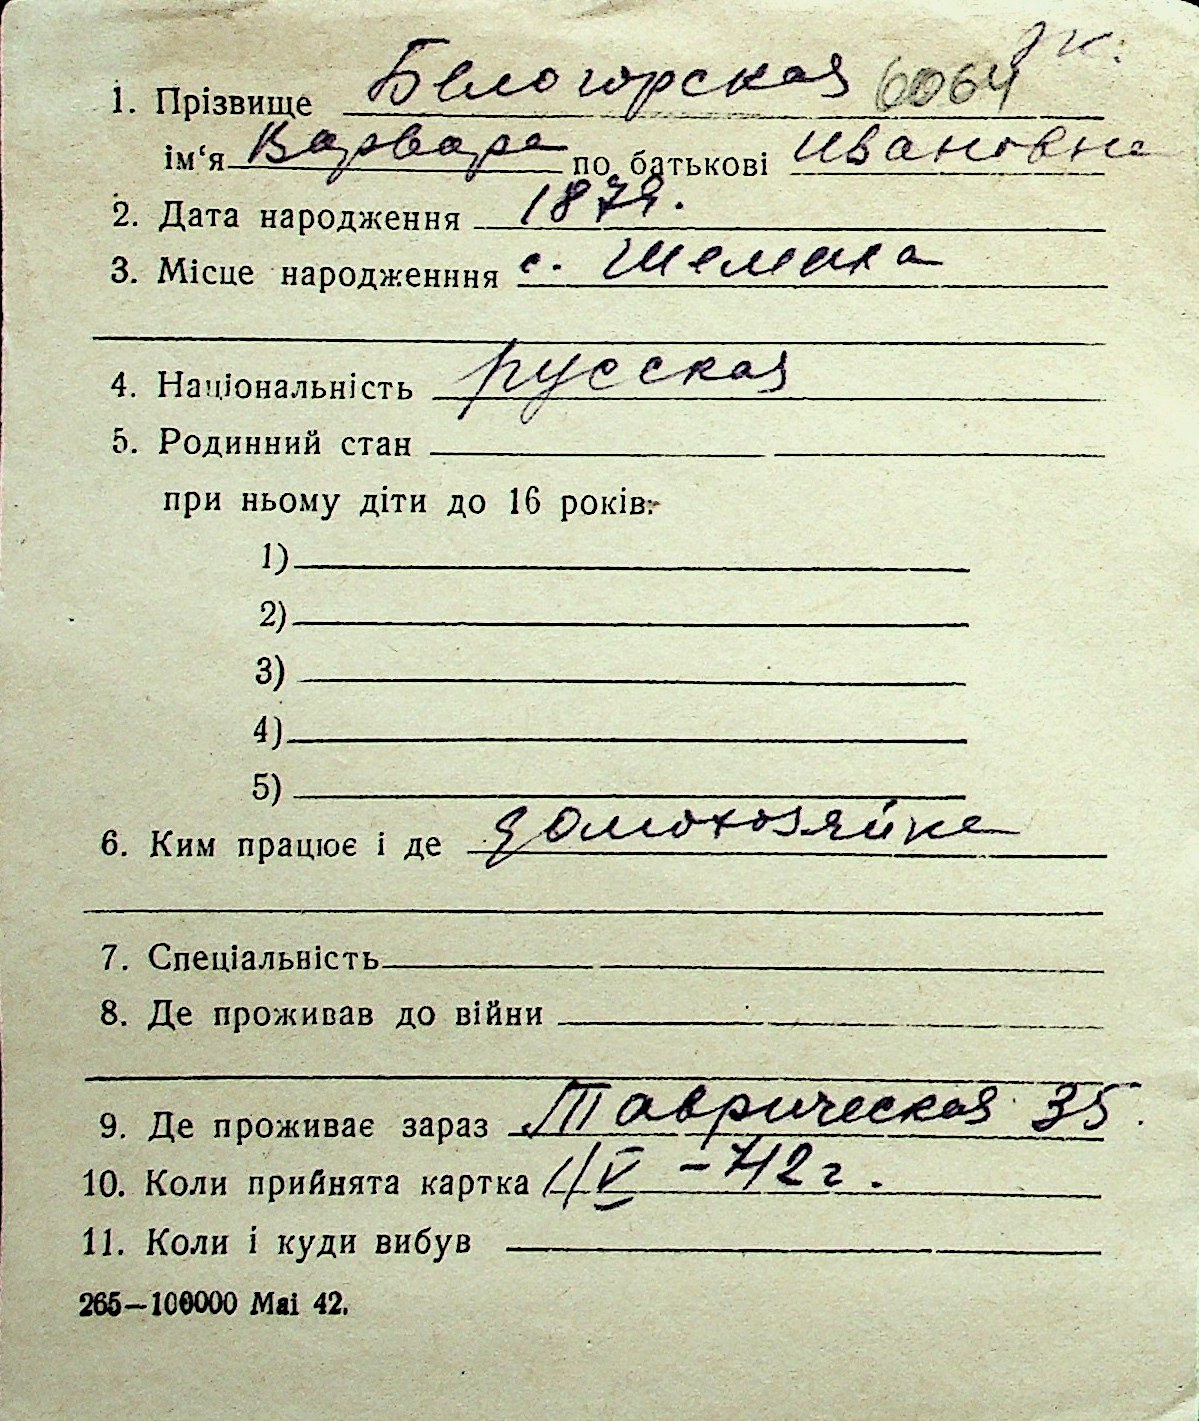 1. Прізвище Белогорская 6064
ім‘я Варвара по батькові Ивановна
2. Дата народження
3. Місце народженння с. Шемаха
4. Національність русская
5. Родинний стан
при ньому діти до 16 років:
1)
2)
3)
4)
5)
6. Ким працює і де домохозяйка
7. Спеціальність
8. Де проживав до війни
9. Де проживає зараз Таврическая 35.
10. Коли прийнята картка 1/V – 42 г.
11. Коли і куди вибув
265—100000 Mai 42.